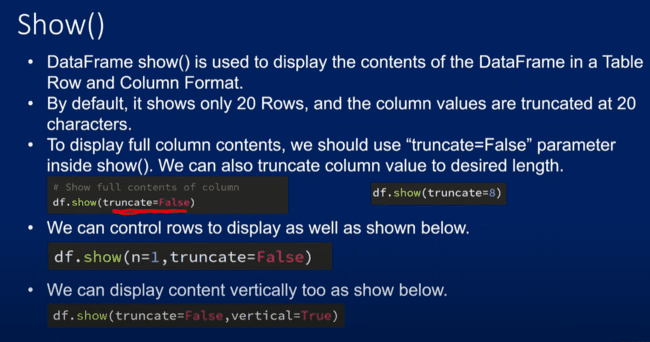 Show()
• DataFrame show() is used to display the contents of the DataFrame in a Table
Row and Column Format.
• By default, it shows only 20 Rows, and the column values are truncated at 20
characters.
• To display full column contents, we should use “truncate=False” parameter
inside show(). We can also truncate column value to desired length.
# Show full contents of column
df.show(truncate=False)
df.show(truncate=8)
• We can control rows to display as well as shown below.
df.show(n=1,truncate=False)
• We can display content vertically too as show below.
df.show(truncate=False,vertical=True)